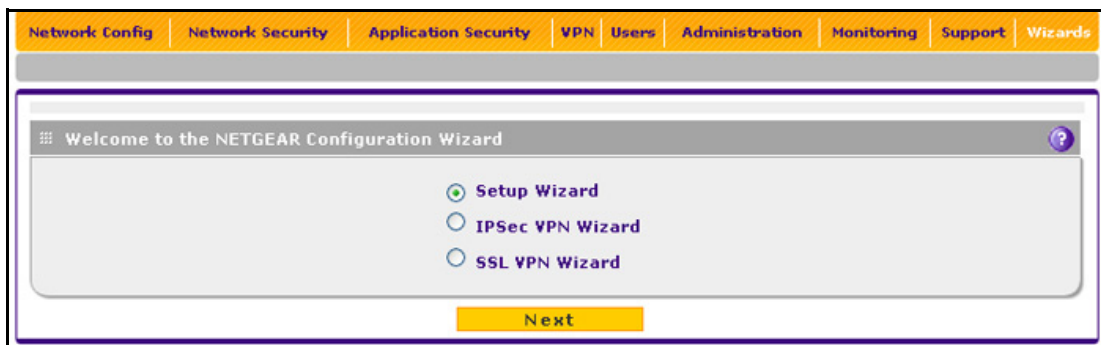 Network Config Network Security Application Security VPN Users Administration Monitoring Support Wizards
Welcome to the NETGEAR Configuration Wizard ?
Setup Wizard
IPSec VPN Wizard
SSL VPN Wizard
Next